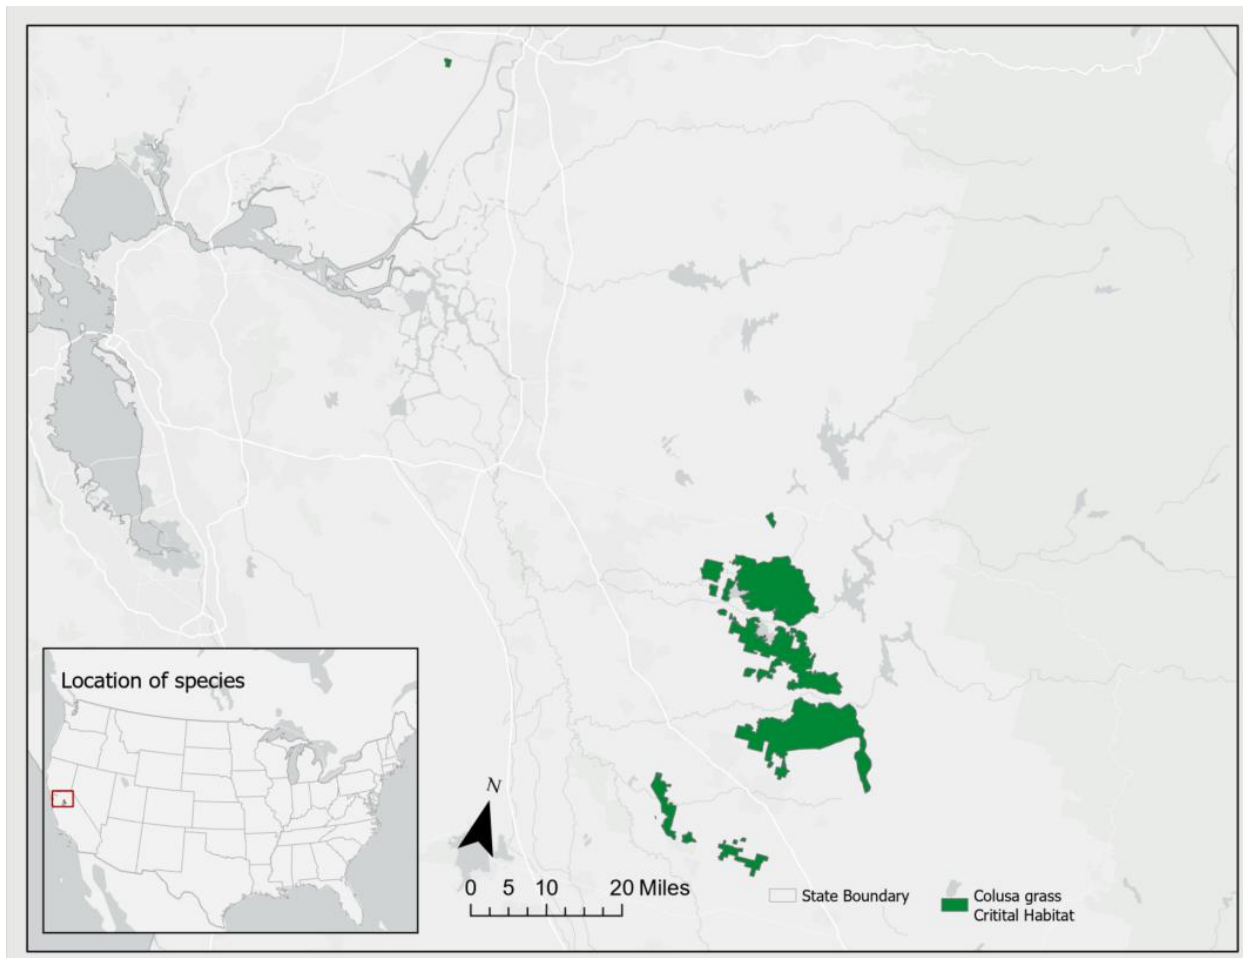 Location of species
N
0 5 10 20 Miles
State Boundary
Colusa grass
Critital Habitat